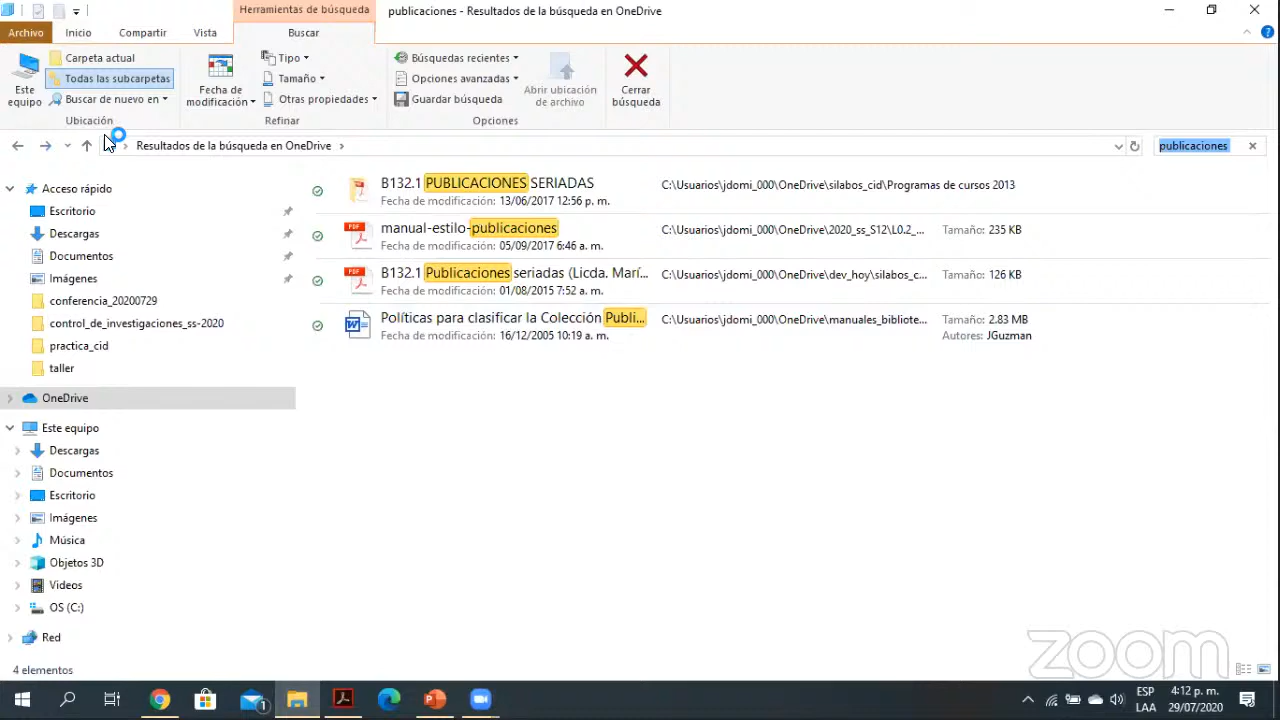 Herramientas de búsqueda
publicaciones - Resultados de la búsqueda en OneDrive
Archivo
Inicio
Compartir
Vista
Buscar
Este equipo
Carpeta actual
Todas las subcarpetas
Buscar de nuevo en
Ubicación
Fecha de modificación
Tipo
Tamaño
Otras propiedades
Refinar
Búsquedas recientes
Opciones avanzadas
Guardar búsqueda
Abrir ubicación de archivo
Opciones
Cerrar búsqueda
Resultados de la búsqueda en OneDrive
publicaciones
Acceso rápido
Escritorio
Descargas
Documentos
Imágenes
conferencia_20200729
control_de_investigaciones_ss-2020
practica_cid
taller
OneDrive
Este equipo
Descargas
Documentos
Escritorio
Imágenes
Música
Objetos 3D
Videos
OS (C:)
Red
B132.1 PUBLICACIONES SERIADAS
Fecha de modificación: 13/06/2017 12:56 p. m.
C:\Usuarios\jdomi_000\OneDrive\silabos_cid\Programas de cursos 2013
PDF
manual-estilo-publicaciones
Fecha de modificación: 05/09/2017 6:46 a. m.
C:\Usuarios\jdomi_000\OneDrive\2020_ss_S12\L0.2_...
Tamaño: 235 KB
PDF
B132.1 Publicaciones seriadas (Licda. Marí...
Fecha de modificación: 01/08/2015 7:52 a. m.
C:\Usuarios\jdomi_000\OneDrive\dev_hoy\silabos_c...
Tamaño: 126 KB
Políticas para clasificar la Colección Publi...
Fecha de modificación: 16/12/2005 10:19 a. m.
C:\Usuarios\jdomi_000\OneDrive\manuales_bibliote...
Tamaño: 2.83 MB
Autores: JGuzman
4 elementos
zoom
1
ESP
LAA
4:12 p. m.
29/07/2020